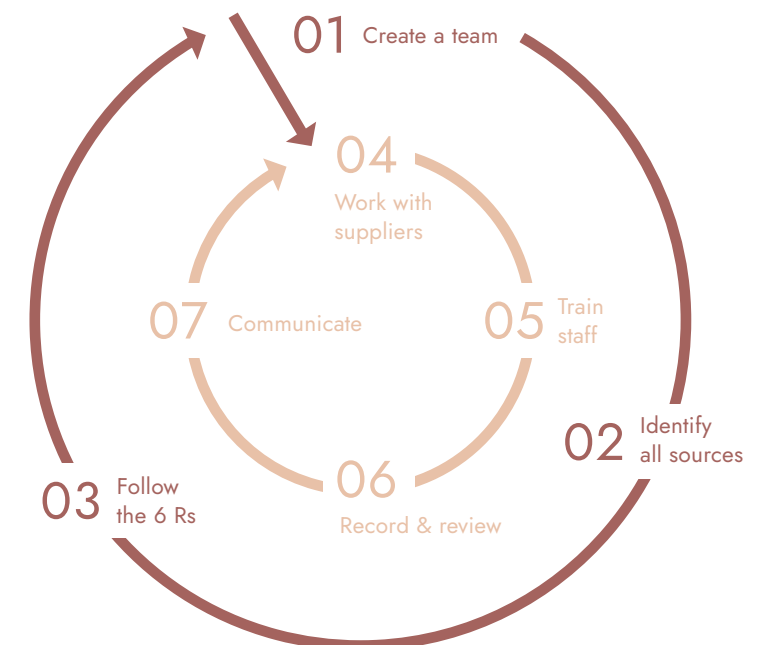 01 Create a team
02 Identify
all sources
03 Follow
the 6 Rs
04
Work with
suppliers
05 Train
staff
06
Record & review
07 Communicate